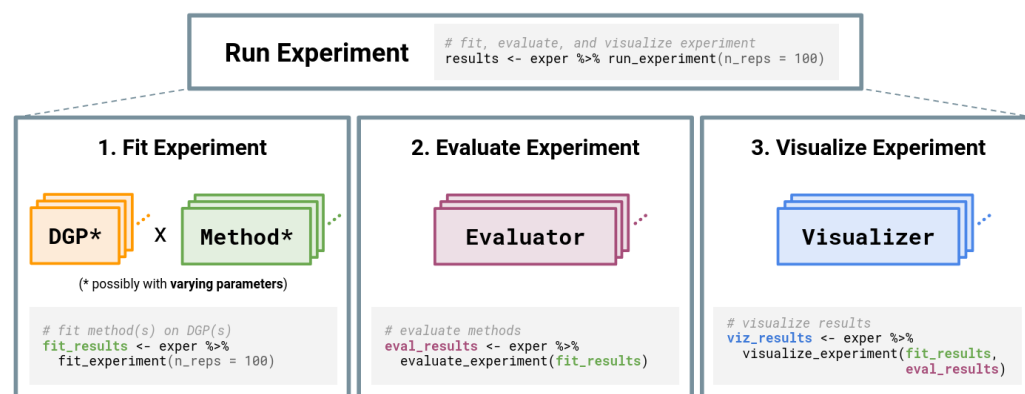 Run Experiment
# fit, evaluate, and visualize experiment
results <- exper %>% run_experiment(n_reps = 100)
1. Fit Experiment
DGP* X Method*
(* possibly with varying parameters)
# fit method(s) on DGP(s)
fit_results <- exper %>%
fit_experiment(n_reps = 100)
2. Evaluate Experiment
Evaluator
# evaluate methods
eval_results <- exper %>%
evaluate_experiment(fit_results)
3. Visualize Experiment
Visualizer
# visualize results
viz_results <- exper %>%
visualize_experiment(fit_results,
eval_results)